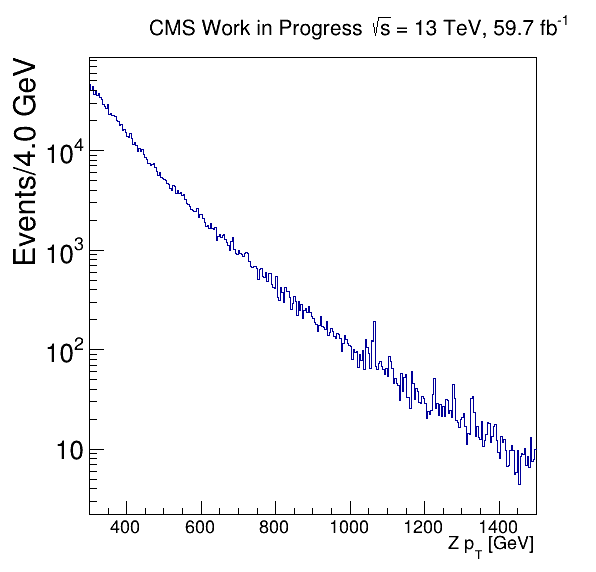 CMS Work in Progress √s = 13 TeV, 59.7 fb⁻¹
Events/4.0 GeV
10⁴
10³
10²
10
400 600 800 1000 1200 1400
Z p_T [GeV]